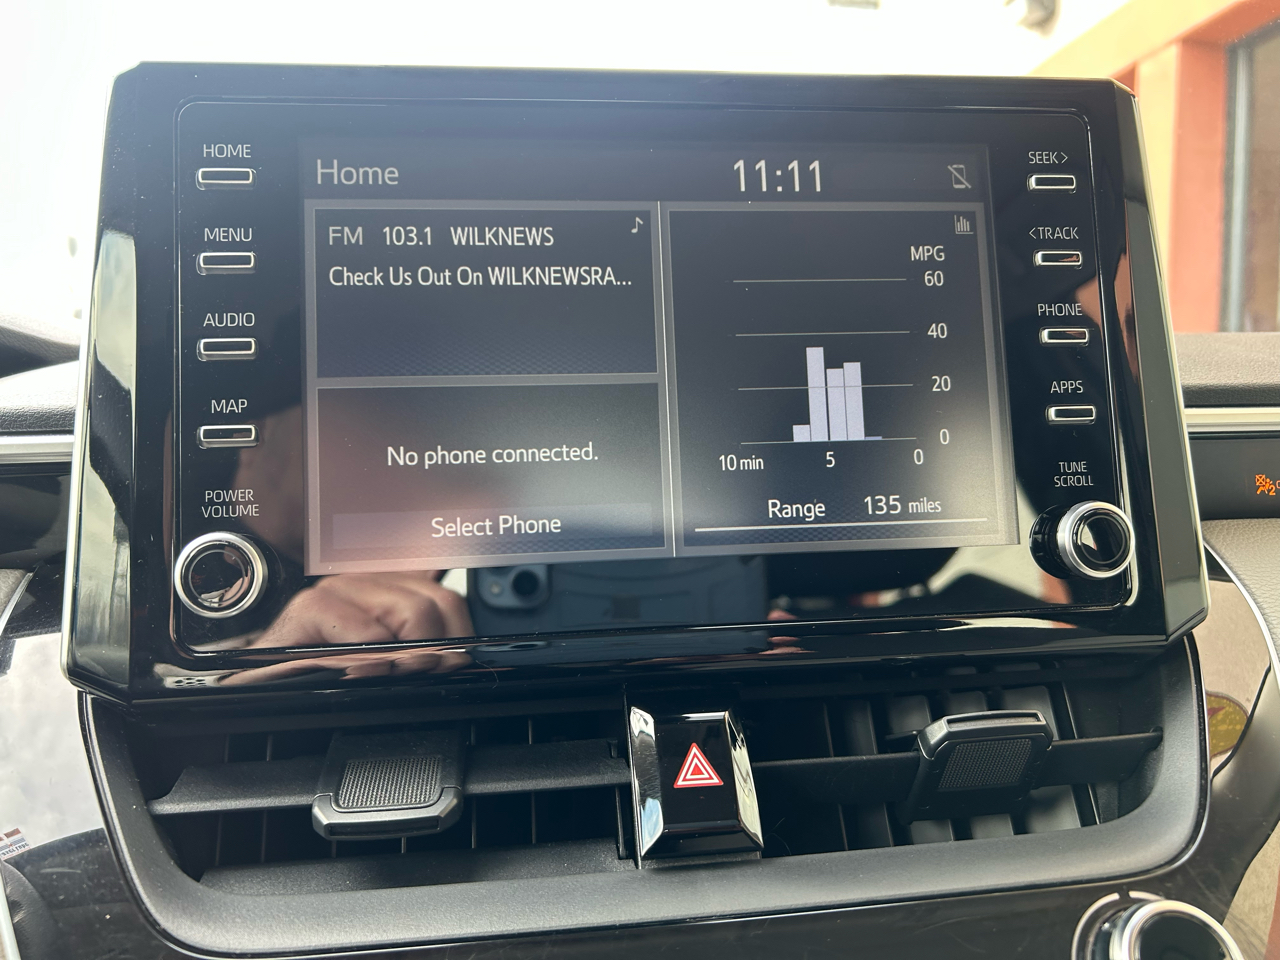 HOME
MENU
AUDIO
MAP
POWER
VOLUME
Home
11:11
FM 103.1 WILKNEWS
Check Us Out On WILKNEWSRA...
No phone connected.
Select Phone
MPG
60
40
20
0
10 min 5 0
Range 135 miles
SEEK>
<TRACK
PHONE
APPS
TUNE
SCROLL